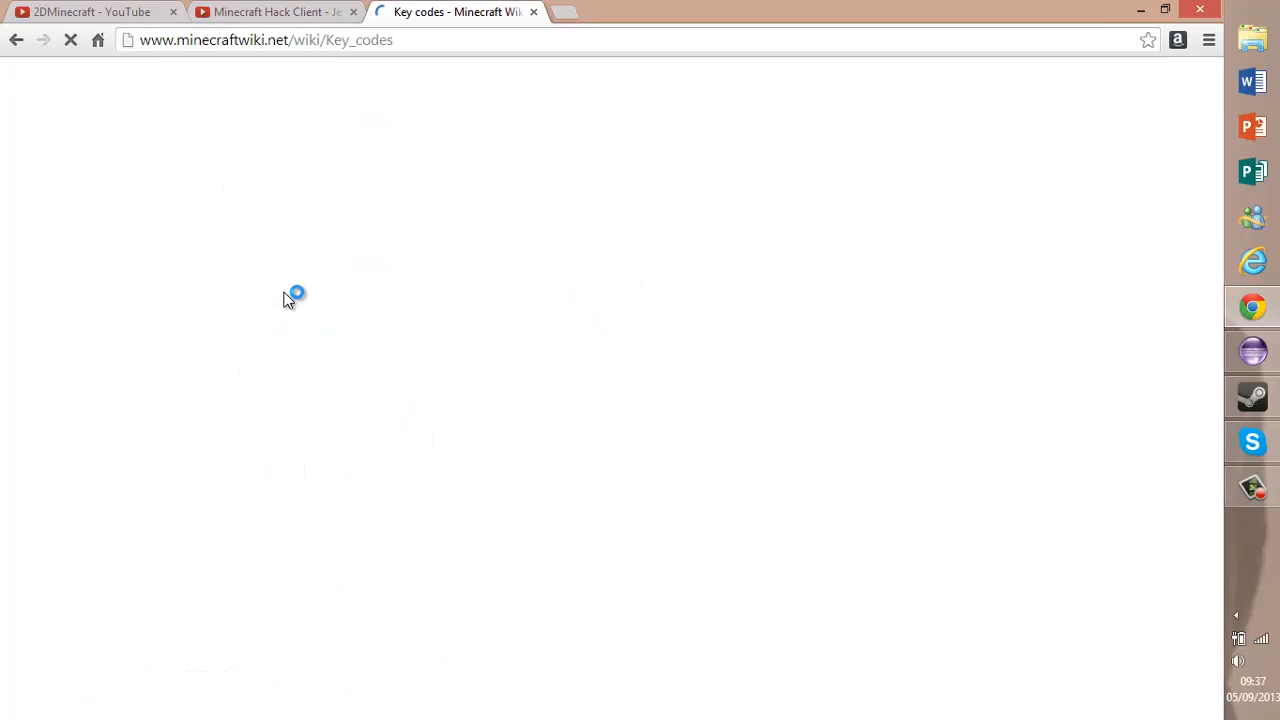 2DMinecraft - YouTube
Minecraft Hack Client - Je
Key codes - Minecraft Wik
www.minecraftwiki.net/wiki/Key_codes
09:37
05/09/2013